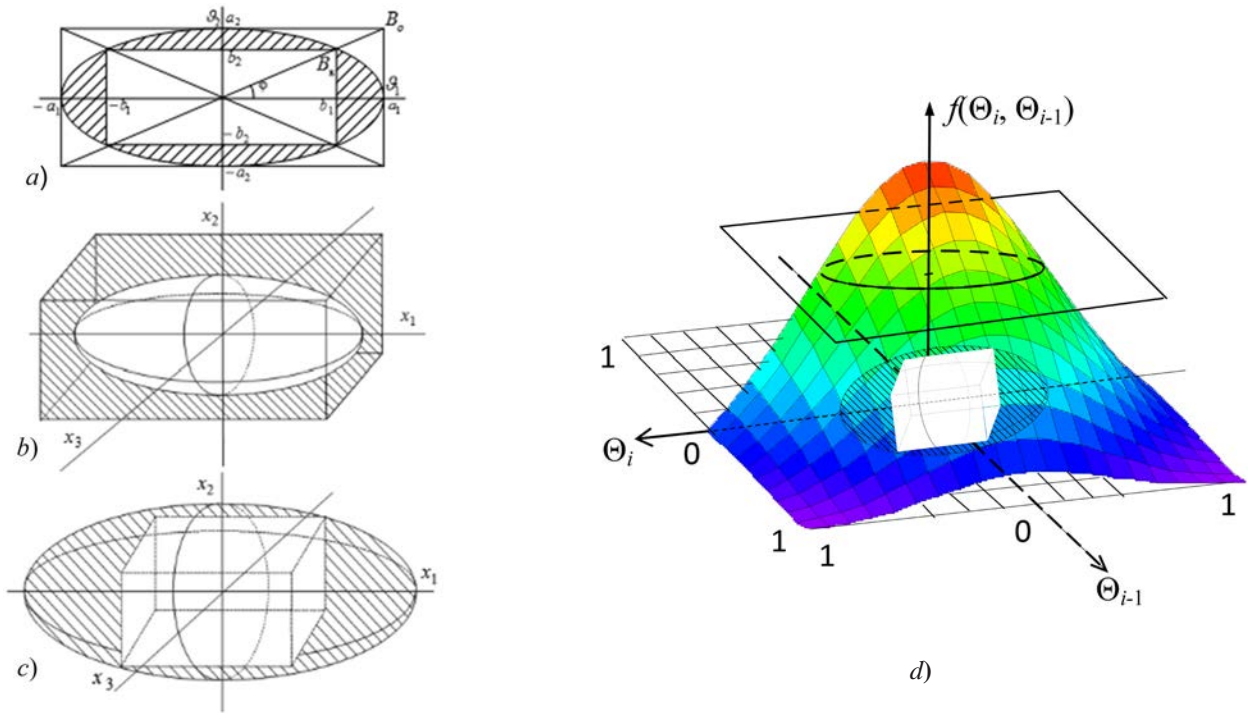 ϑ₂ a₂ B₀
b₂ Bₙ
φ ϑ₁
−a₁ −b₁ b₁ a₁
−b₂
−a₂
a)
x₂
x₁
x₃
b)
x₂
x₁
x₃
c)
f(Θᵢ, Θᵢ₋₁)
1
Θᵢ 0
1 1 0 1
Θᵢ₋₁
d)